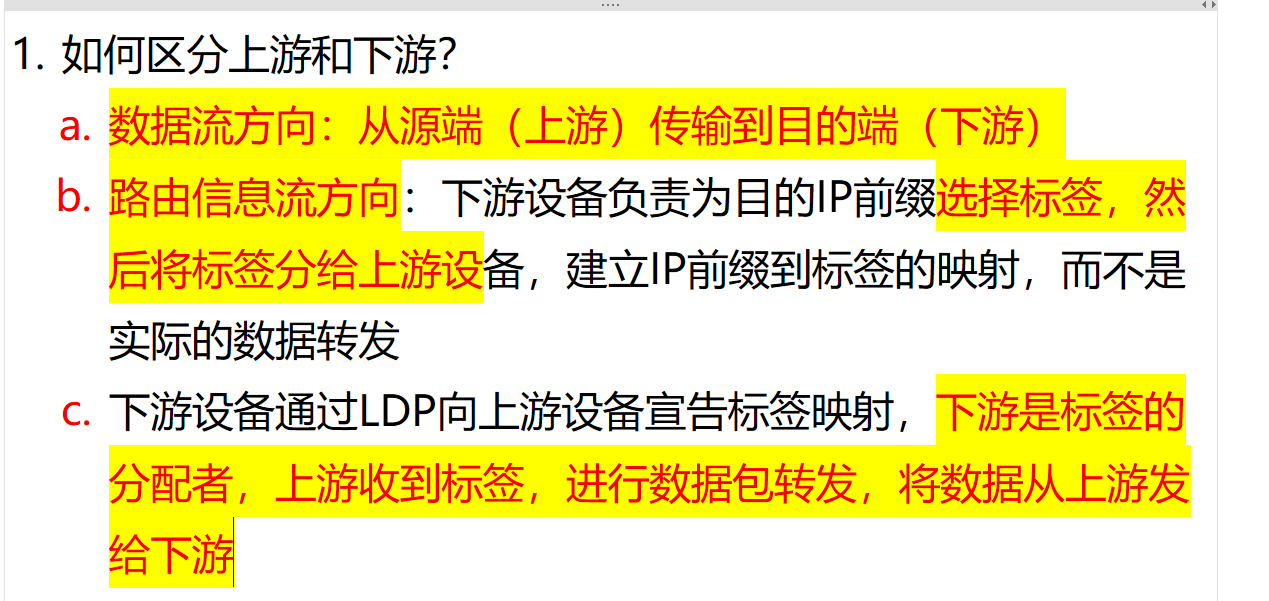 1. 如何区分上游和下游？
a. 数据流方向：从源端（上游）传输到目的端（下游）
b. 路由信息流方向：下游设备负责为目的IP前缀选择标签，然
后将标签分给上游设备，建立IP前缀到标签的映射，而不是
实际的数据转发
c. 下游设备通过LDP向上游设备宣告标签映射，下游是标签的
分配者，上游收到标签，进行数据包转发，将数据从上游发
给下游